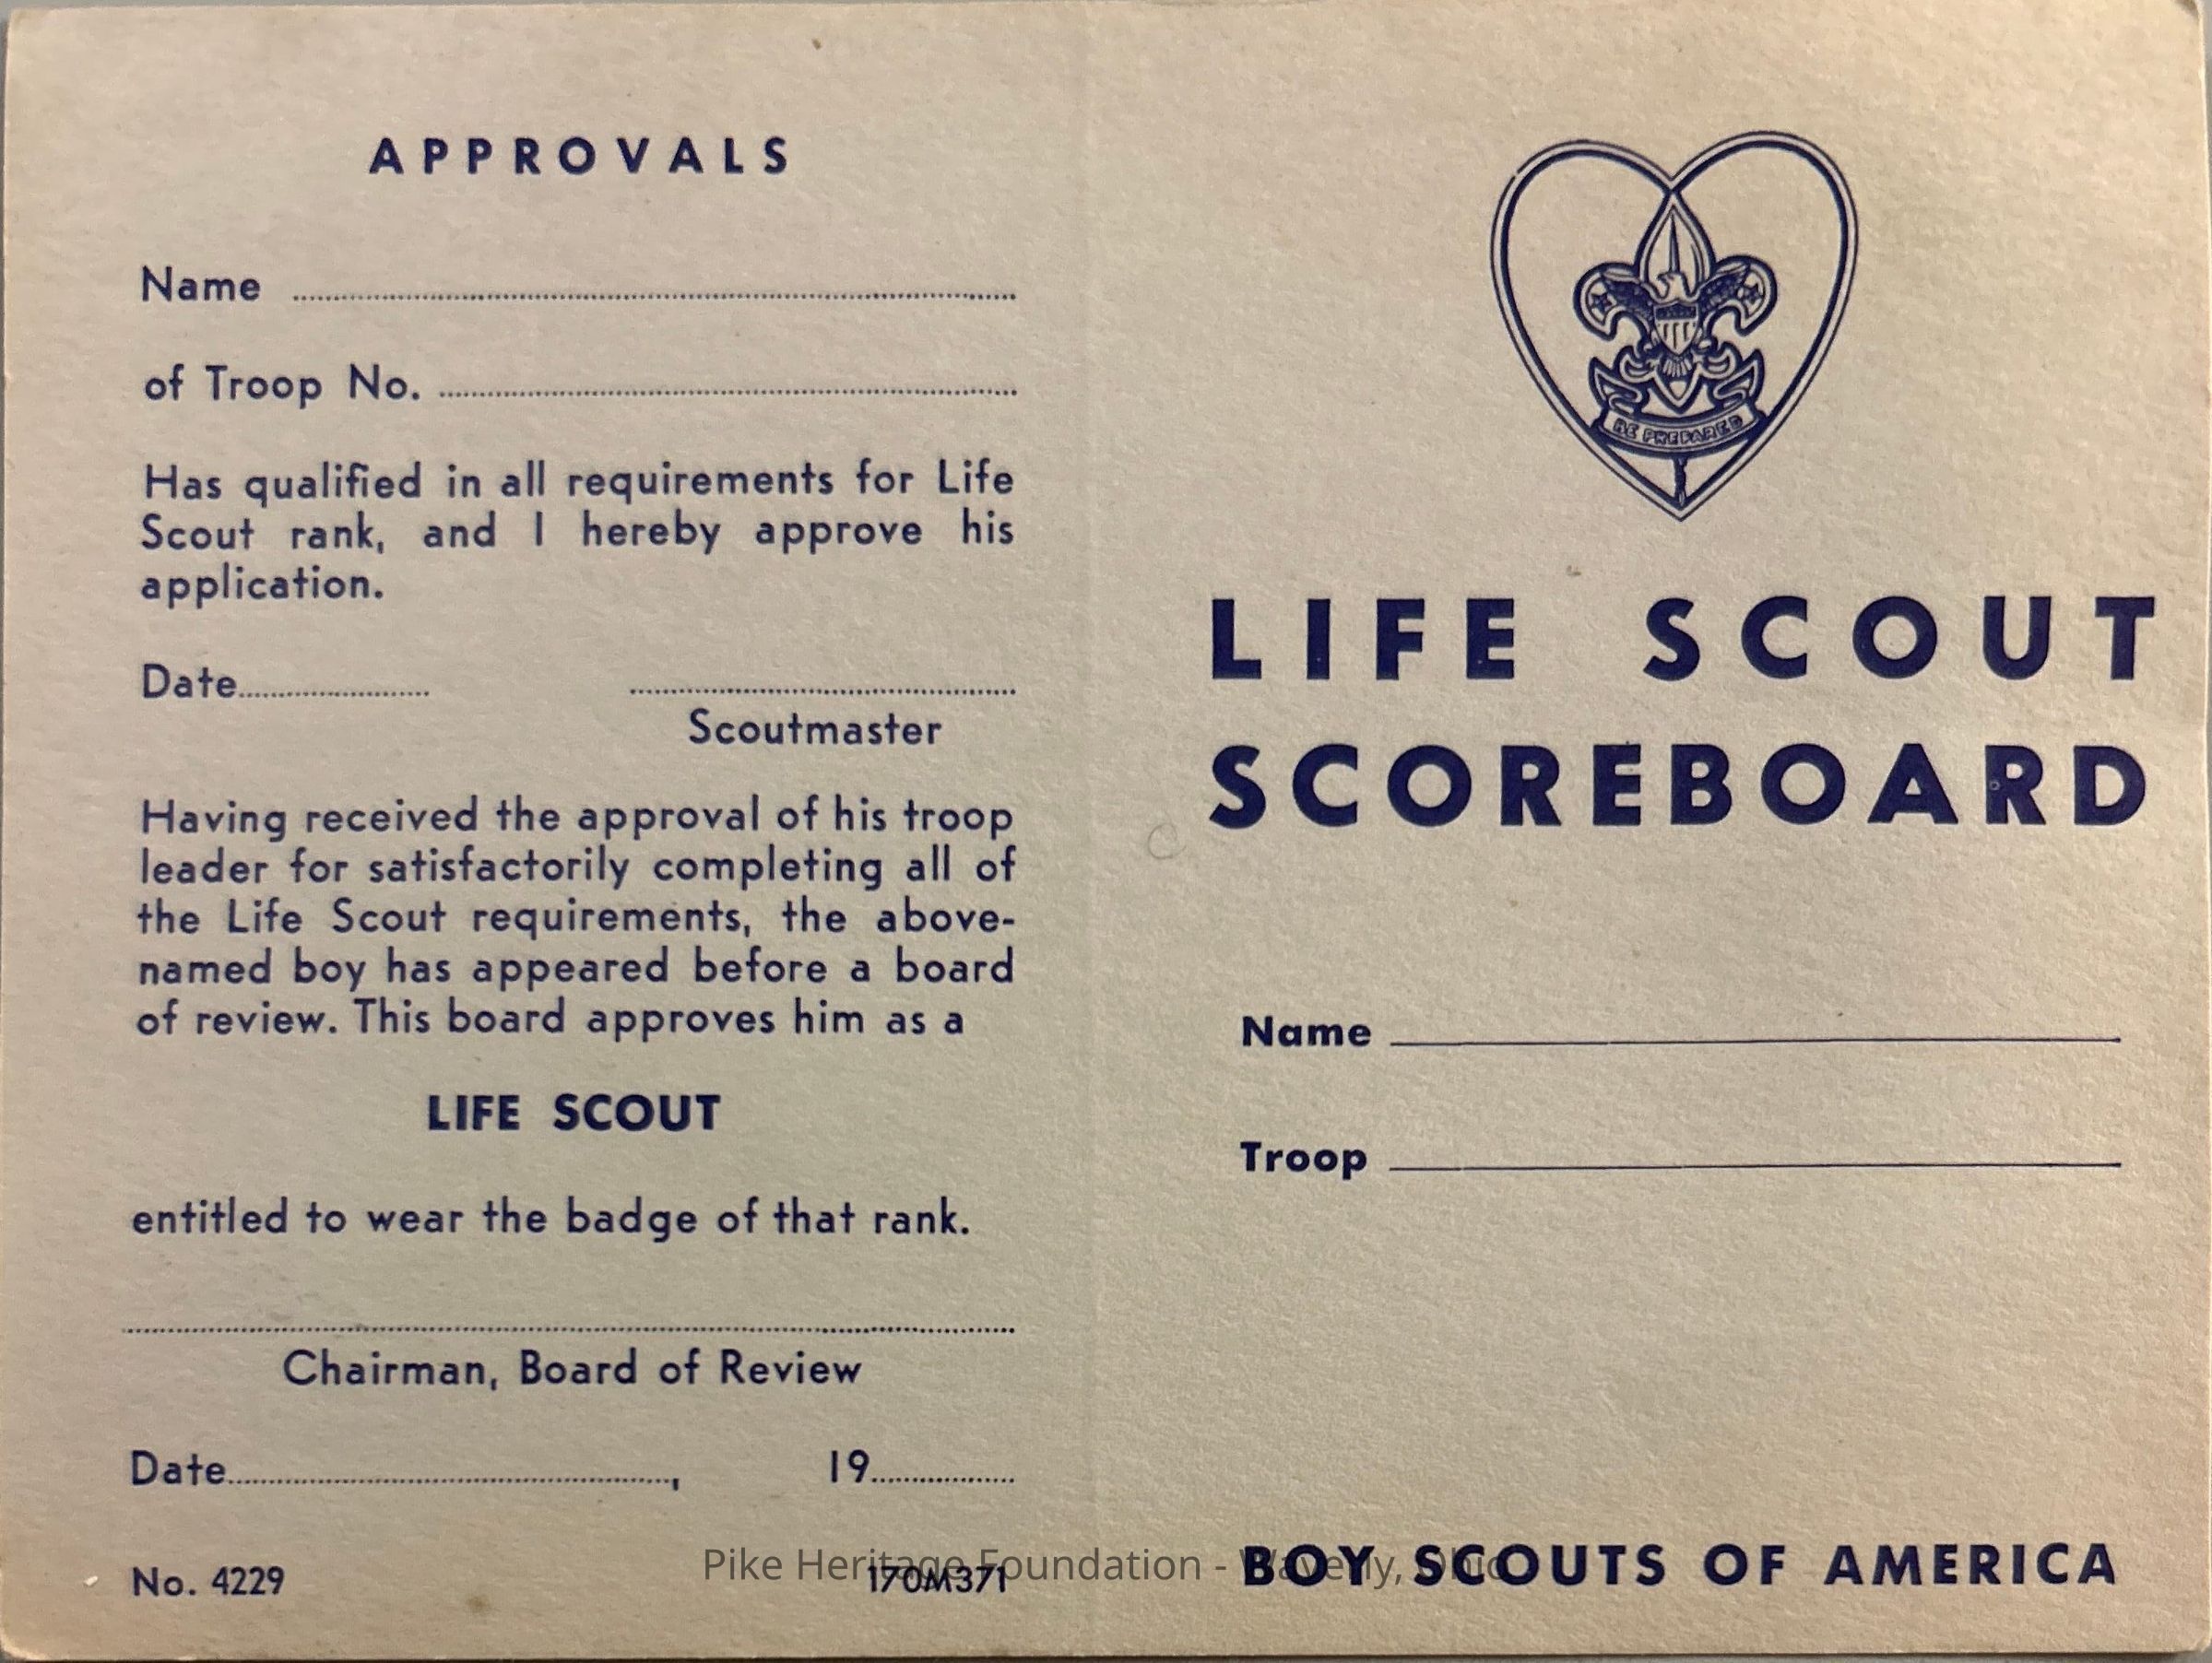 APPROVALS
Name
of Troop No.
Has qualified in all requirements for Life
Scout rank, and I hereby approve his
application.
Date
Scoutmaster
Having received the approval of his troop
leader for satisfactorily completing all of
the Life Scout requirements, the above-
named boy has appeared before a board
of review. This board approves him as a
LIFE SCOUT
entitled to wear the badge of that rank.
Chairman, Board of Review
Date , 19
No. 4229 170M371
BE PREPARED
LIFE SCOUT
SCOREBOARD
Name
Troop
BOY SCOUTS OF AMERICA
Pike Heritage Foundation - Waverly, Ohio